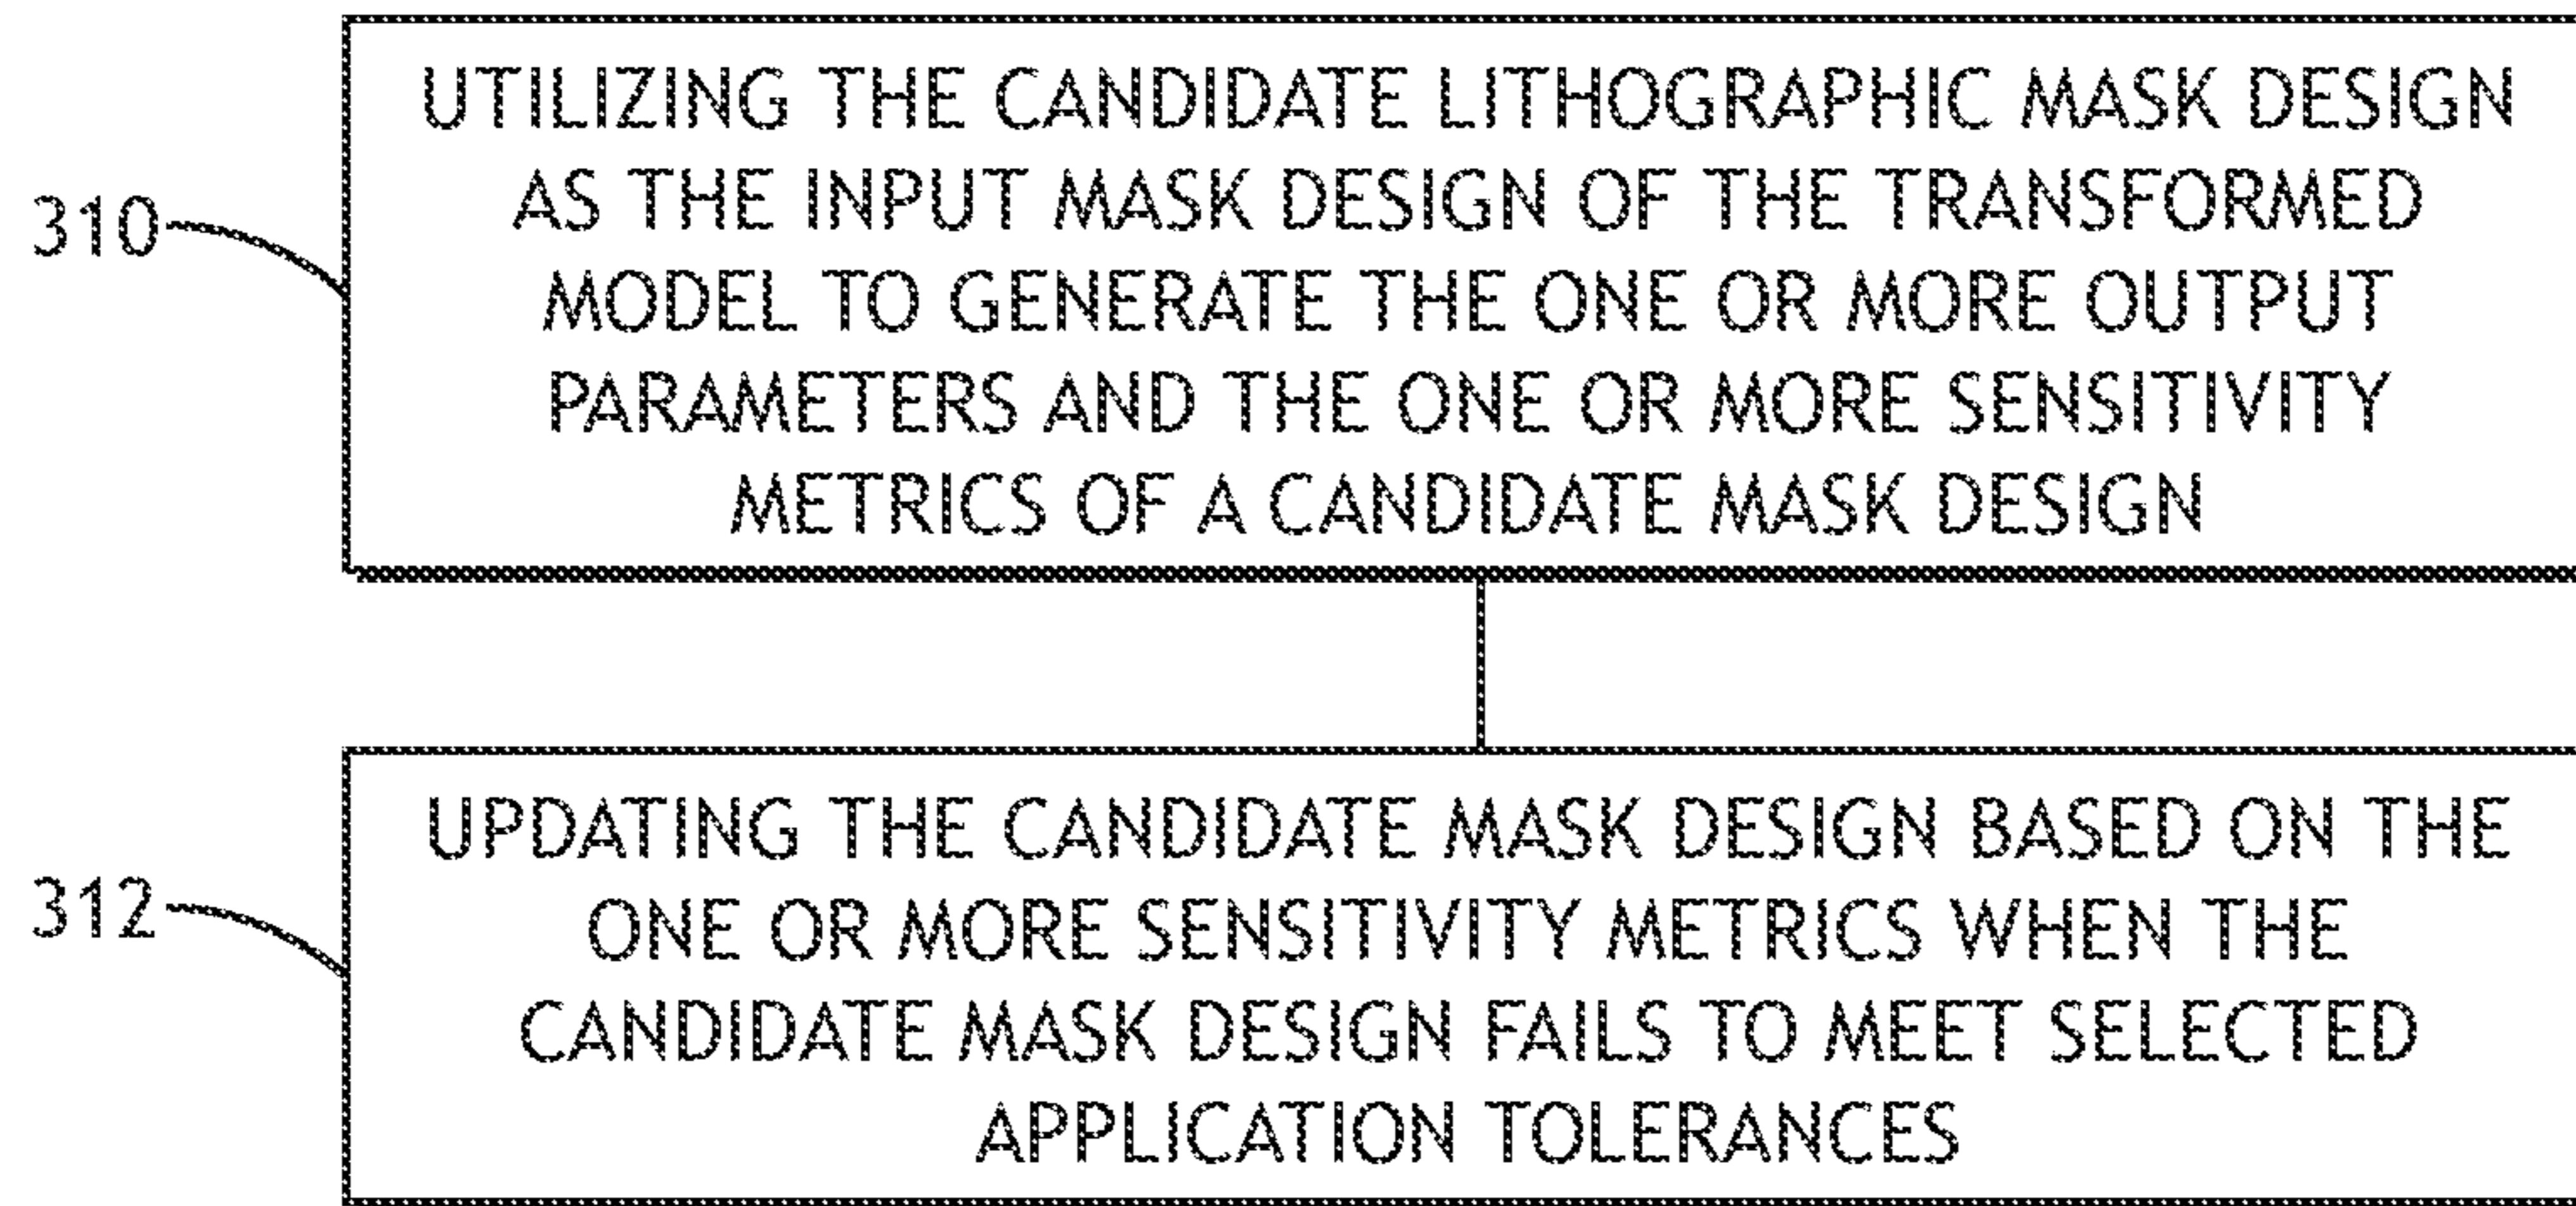 310
UTILIZING THE CANDIDATE LITHOGRAPHIC MASK DESIGN
AS THE INPUT MASK DESIGN OF THE TRANSFORMED
MODEL TO GENERATE THE ONE OR MORE OUTPUT
PARAMETERS AND THE ONE OR MORE SENSITIVITY
METRICS OF A CANDIDATE MASK DESIGN
312
UPDATING THE CANDIDATE MASK DESIGN BASED ON THE
ONE OR MORE SENSITIVITY METRICS WHEN THE
CANDIDATE MASK DESIGN FAILS TO MEET SELECTED
APPLICATION TOLERANCES